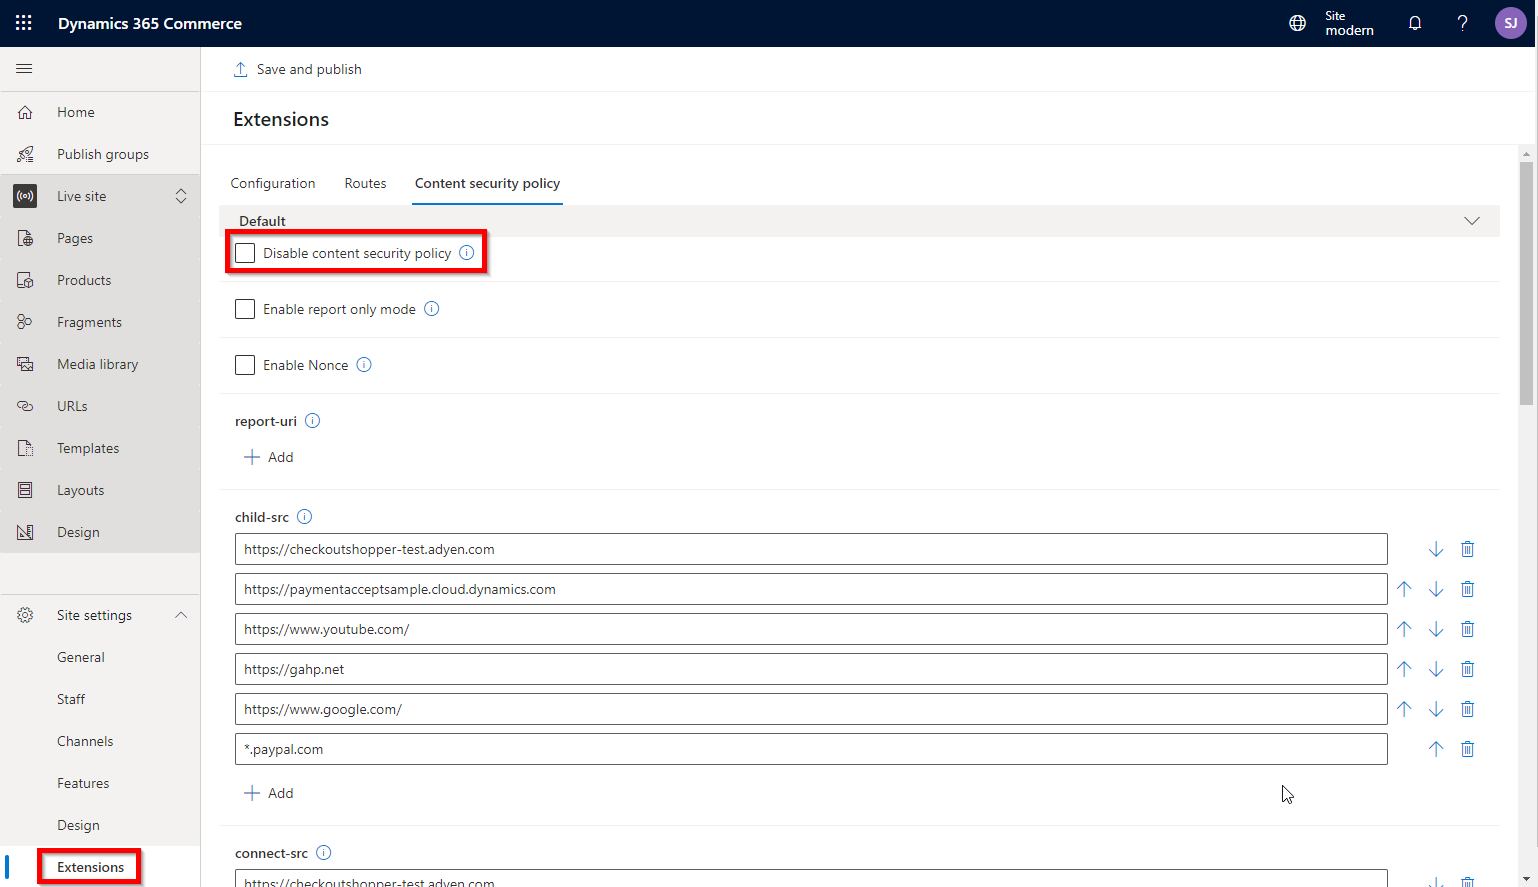 Dynamics 365 Commerce
Site
modern
?
SJ
Save and publish
Home
Publish groups
Live site
Pages
Products
Fragments
Media library
URLs
Templates
Layouts
Design
Site settings
General
Staff
Channels
Features
Design
Extensions
Extensions
Configuration Routes Content security policy
Default
Disable content security policy
Enable report only mode
Enable Nonce
report-uri
Add
child-src
https://checkoutshopper-test.adyen.com
https://paymentacceptsample.cloud.dynamics.com
https://www.youtube.com/
https://gahp.net
https://www.google.com/
*.paypal.com
Add
connect-src
https://checkoutshopper-test.adyen.com